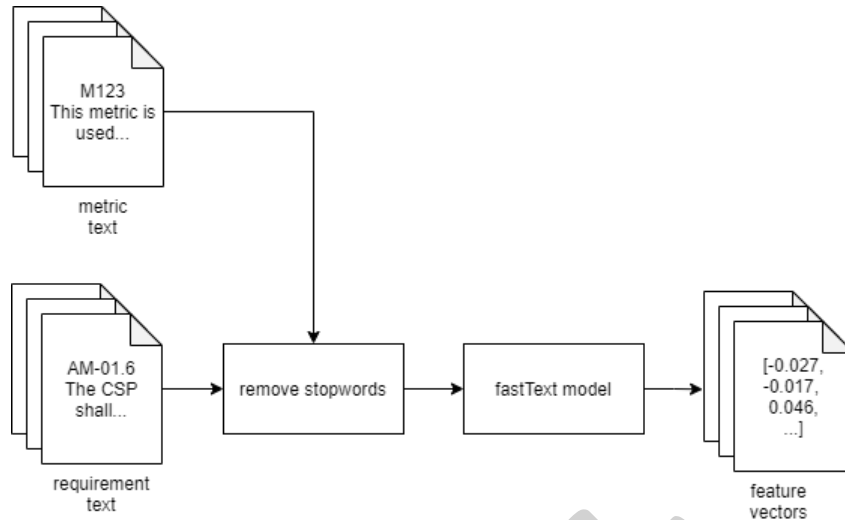 M123
This metric is
used...
metric
text
AM-01.6
The CSP
shall...
requirement
text
remove stopwords
fastText model
[-0.027,
-0.017,
0.046,
...]
feature
vectors